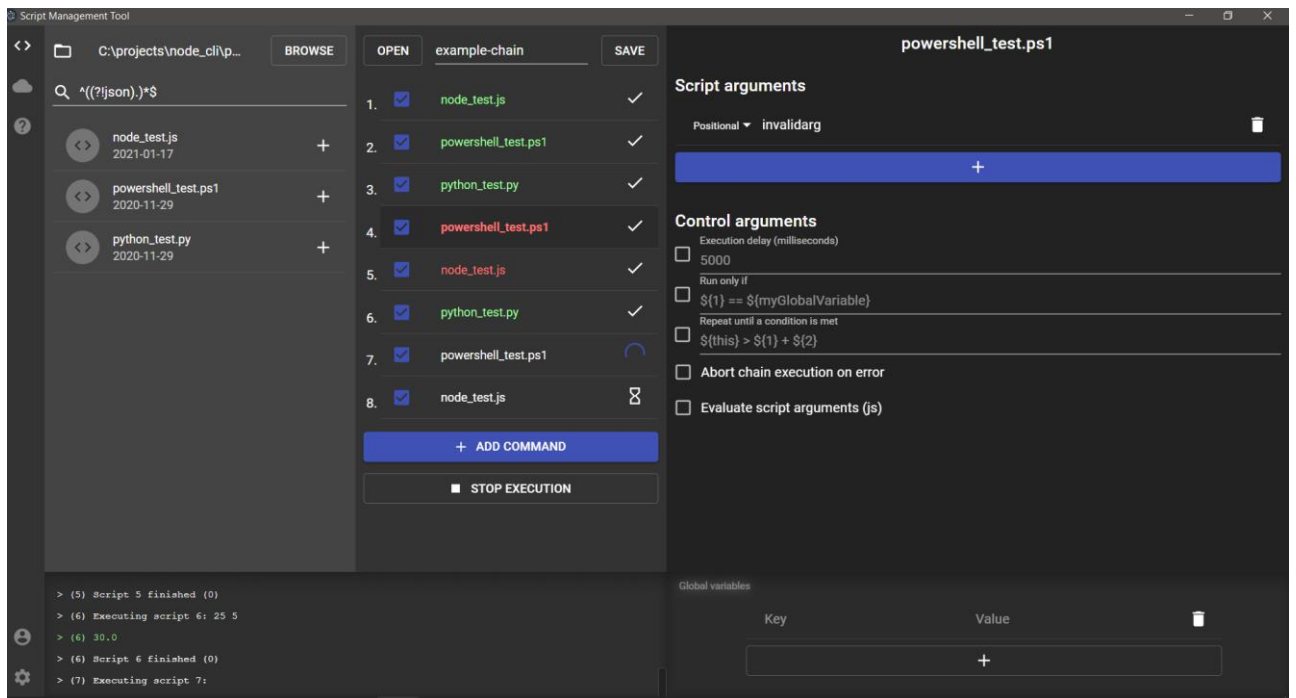 Script Management Tool
C:\projects\node_cli\p...
BROWSE
^((?!json).)*$
node_test.js
2021-01-17
powershell_test.ps1
2020-11-29
python_test.py
2020-11-29
OPEN
example-chain
SAVE
1. node_test.js
2. powershell_test.ps1
3. python_test.py
4. powershell_test.ps1
5. node_test.js
6. python_test.py
7. powershell_test.ps1
8. node_test.js
+ ADD COMMAND
STOP EXECUTION
powershell_test.ps1
Script arguments
Positional invalidarg
+
Control arguments
Execution delay (milliseconds)
5000
Run only if
${1} == ${myGlobalVariable}
Repeat until a condition is met
${this} > ${1} + ${2}
Abort chain execution on error
Evaluate script arguments (js)
> (5) Script 5 finished (0)
> (6) Executing script 6: 25 5
> (6) 30.0
> (6) Script 6 finished (0)
> (7) Executing script 7:
Global variables
Key Value
+